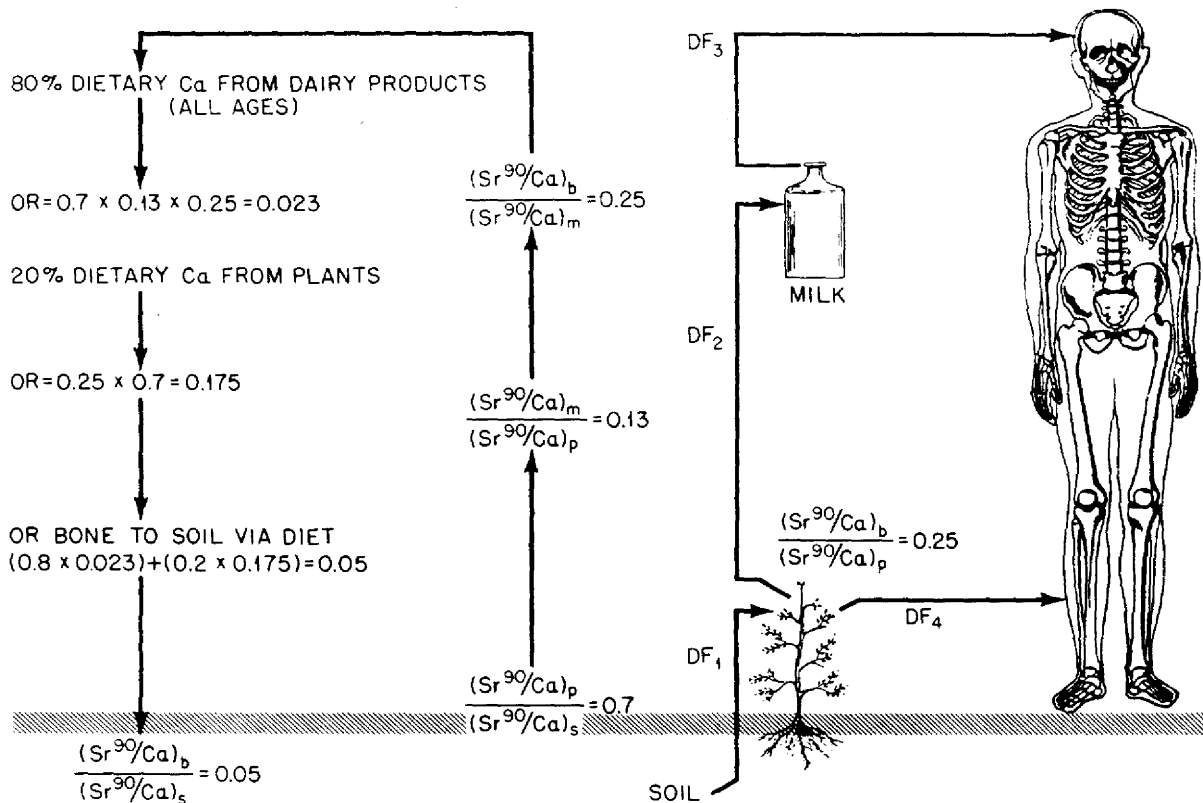 80% DIETARY Ca FROM DAIRY PRODUCTS
(ALL AGES)
OR = 0.7 x 0.13 x 0.25 = 0.023
20% DIETARY Ca FROM PLANTS
OR = 0.25 x 0.7 = 0.175
OR BONE TO SOIL VIA DIET
(0.8 x 0.023)+(0.2 x 0.175)=0.05
(Sr⁹⁰/Ca)b
= 0.05
(Sr⁹⁰/Ca)s
(Sr⁹⁰/Ca)b
= 0.25
(Sr⁹⁰/Ca)m
(Sr⁹⁰/Ca)m
= 0.13
(Sr⁹⁰/Ca)p
(Sr⁹⁰/Ca)p
= 0.7
(Sr⁹⁰/Ca)s
DF₃
MILK
DF₂
(Sr⁹⁰/Ca)b
= 0.25
(Sr⁹⁰/Ca)p
DF₄
DF₁
SOIL